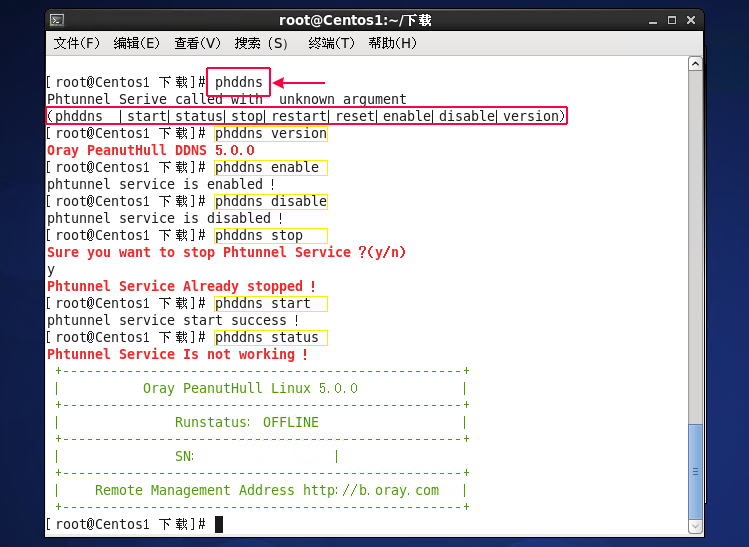 root@Centos1:~/下载
文件(F) 编辑(E) 查看(V) 搜索 (S) 终端(T) 帮助(H)
[root@Centos1 下载]# phddns
Phtunnel Serive called with  unknown argument
(phddns  |start|status|stop|restart|reset|enable|disable|version)
[root@Centos1 下载]# phddns version
Oray PeanutHull DDNS 5.0.0
[root@Centos1 下载]# phddns enable
phtunnel service is enabled !
[root@Centos1 下载]# phddns disable
phtunnel service is disabled !
[root@Centos1 下载]# phddns stop
Sure you want to stop Phtunnel Service ?(y/n)
y
Phtunnel Service Already stopped !
[root@Centos1 下载]# phddns start
phtunnel service start success !
[root@Centos1 下载]# phddns status
Phtunnel Service Is not working !
+--------------------------------------------------+
|          Oray PeanutHull Linux 5.0.0             |
+--------------------------------------------------+
|              Runstatus: OFFLINE                  |
+--------------------------------------------------+
|              SN:                 |
+--------------------------------------------------+
|    Remote Management Address http://b.oray.com   |
+--------------------------------------------------+
[root@Centos1 下载]#